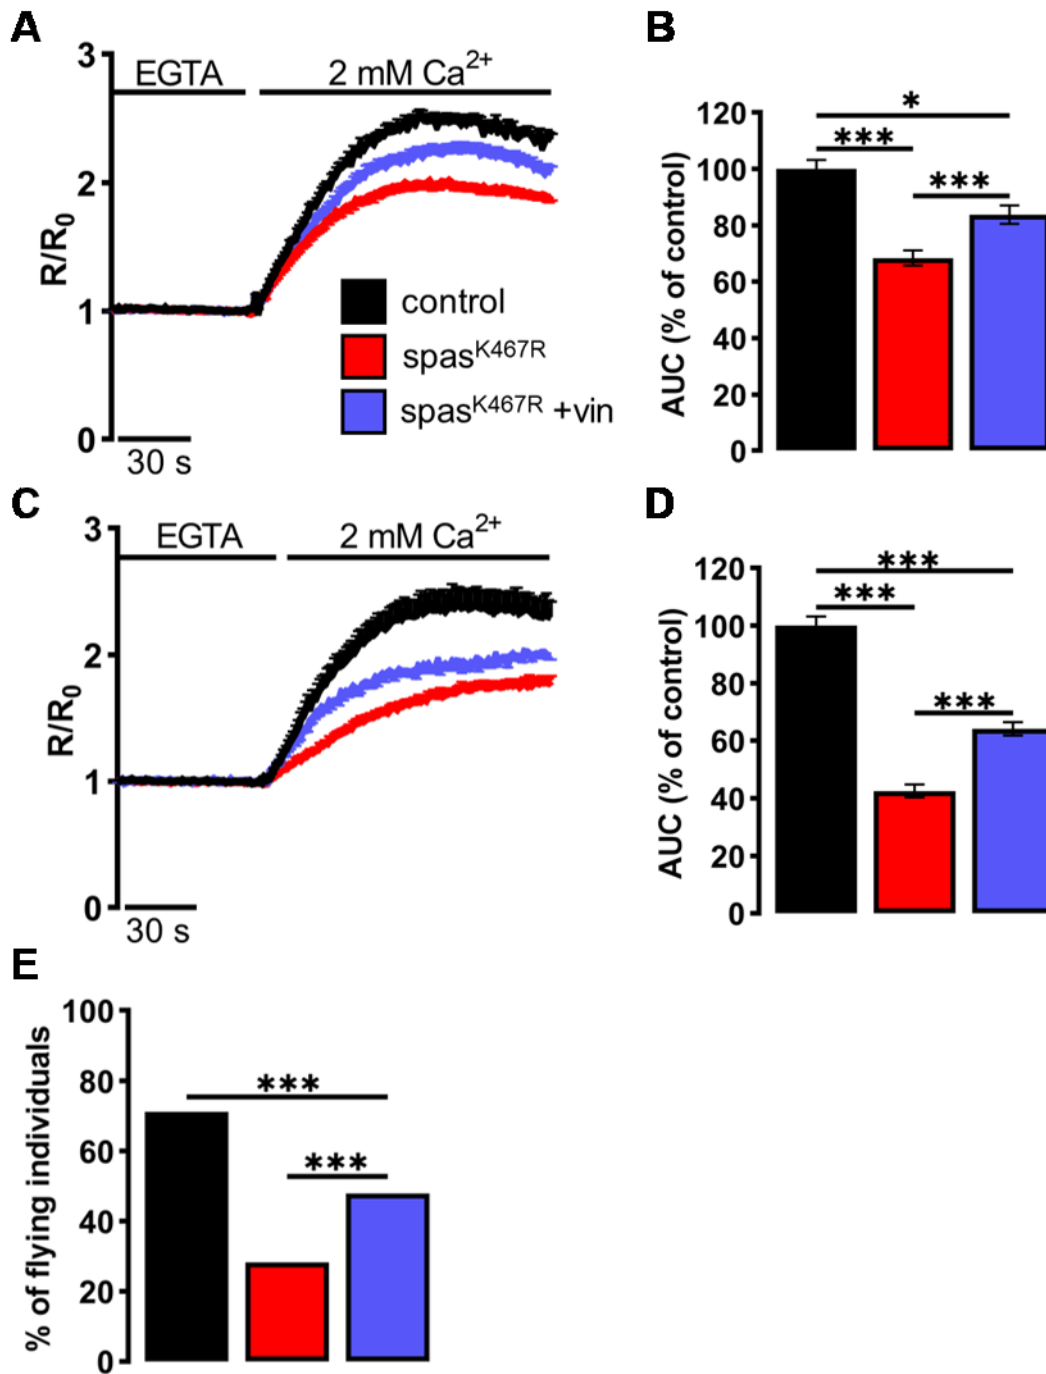 A
3
2
1
0
R/R0
EGTA
2 mM Ca2+
control
spasK467R
spasK467R +vin
30 s
B
120
100
80
60
40
20
0
AUC (% of control)
*
***
***
C
3
2
1
0
R/R0
EGTA
2 mM Ca2+
30 s
D
120
100
80
60
40
20
0
AUC (% of control)
***
***
***
E
100
80
60
40
20
0
% of flying individuals
***
***